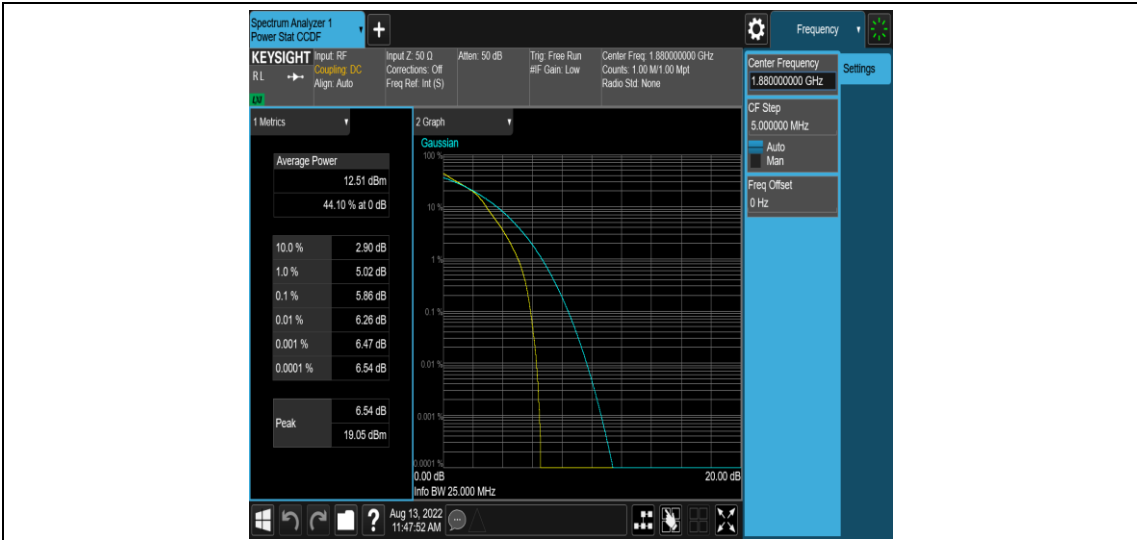 Spectrum Analyzer 1
Power Stat CCDF
+
Frequency
KEYSIGHT
RL
LXI
Input: RF
Coupling: DC
Align: Auto
Input Z: 50 Ω
Corrections: Off
Freq Ref: Int (S)
Atten: 50 dB
Trig: Free Run
#IF Gain: Low
Center Freq: 1.880000000 GHz
Counts: 1.00 M/1.00 Mpt
Radio Std: None
Center Frequency
1.880000000 GHz
Settings
CF Step
5.000000 MHz
Auto
Man
Freq Offset
0 Hz
1 Metrics
Average Power
12.51 dBm
44.10 % at 0 dB
10.0 % 2.90 dB
1.0 % 5.02 dB
0.1 % 5.86 dB
0.01 % 6.26 dB
0.001 % 6.47 dB
0.0001 % 6.54 dB
Peak 6.54 dB
19.05 dBm
2 Graph
Gaussian
100 %
10 %
1 %
0.1 %
0.01 %
0.001 %
0.0001 %
0.00 dB 20.00 dB
Info BW 25.000 MHz
?
Aug 13, 2022
11:47:52 AM